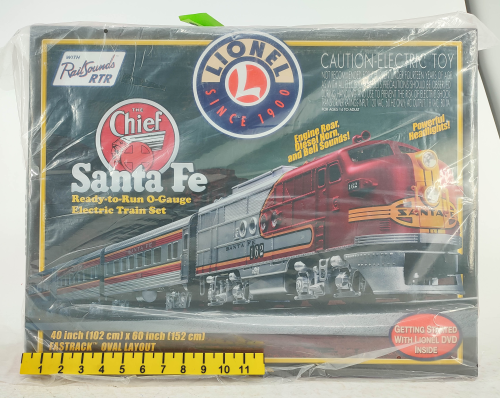 WITH
RailSounds
RTR
LIONEL
L
SINCE 1900
CAUTION-ELECTRIC TOY
THE
Chief
Santa Fe
Ready-to-Run O-Gauge
Electric Train Set
Engine Roar,
Diesel Horn,
and Bell Sounds!
Powerful
Headlights!
162
SANTA FE
162
40 inch (102 cm) x 60 inch (152 cm)
FASTRACK OVAL LAYOUT
GETTING STARTED
WITH LIONEL DVD
INSIDE
1 2 3 4 5 6 7 8 9 10 11